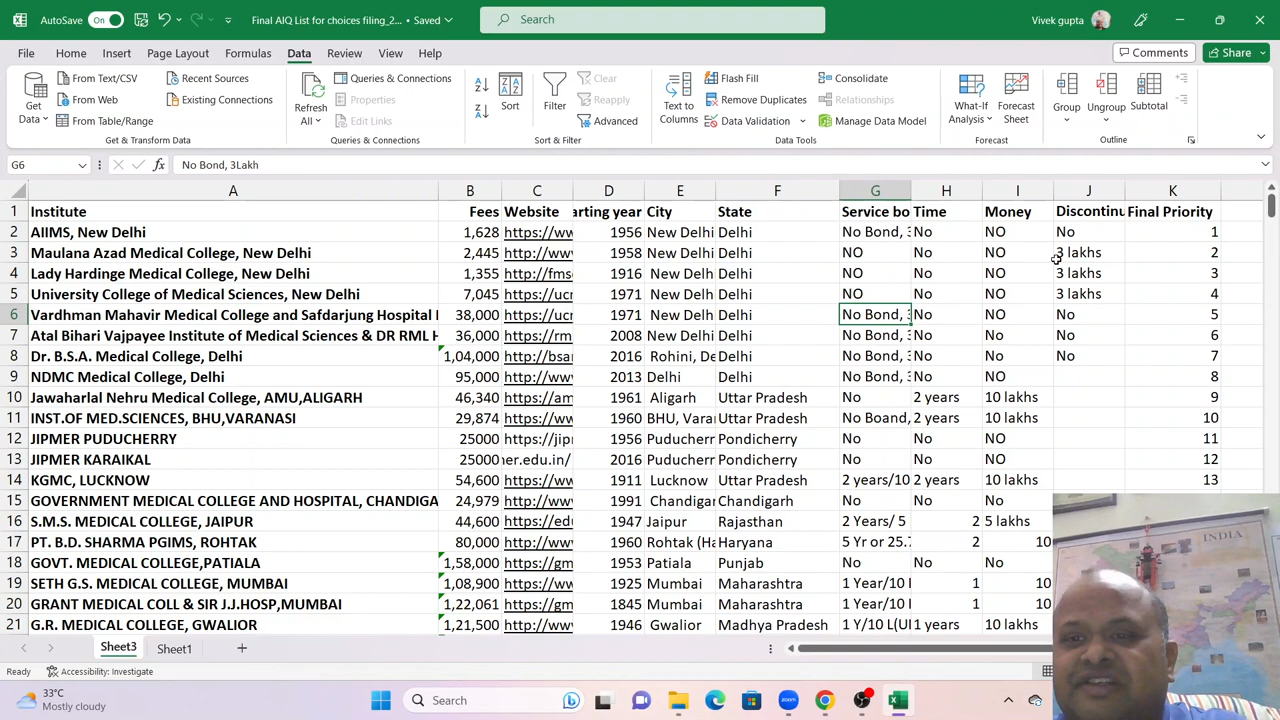 AutoSave On Final AIQ List for choices filing_2... • Saved Search Vivek gupta
File Home Insert Page Layout Formulas Data Review View Help Comments Share
Get Data From Text/CSV From Web From Table/Range Recent Sources Existing Connections Refresh All Queries & Connections Properties Edit Links Sort Filter Clear Reapply Advanced Text to Columns Flash Fill Remove Duplicates Data Validation Consolidate Relationships Manage Data Model What-If Analysis Forecast Sheet Group Ungroup Subtotal
Get & Transform Data Queries & Connections Sort & Filter Data Tools Forecast Outline
G6 fx No Bond, 3Lakh
A B C D E F G H I J K
1 Institute Fees Website arting year City State Service bo Time Money Discontinu Final Priority
2 AIIMS, New Delhi 1,628 https://ww 1956 New Delhi Delhi No Bond, 3 No NO No 1
3 Maulana Azad Medical College, New Delhi 2,445 http://www 1958 New Delhi Delhi NO No NO 3 lakhs 2
4 Lady Hardinge Medical College, New Delhi 1,355 http://fms 1916 New Delh Delhi NO No NO 3 lakhs 3
5 University College of Medical Sciences, New Delhi 7,045 https://ucr 1971 New Delh Delhi NO No NO 3 lakhs 4
6 Vardhman Mahavir Medical College and Safdarjung Hospital 38,000 https://ucr 1971 New Delh Delhi No Bond, 3 No NO No 5
7 Atal Bihari Vajpayee Institute of Medical Sciences & DR RML H 36,000 https://rm 2008 New Delh Delhi No Bond, 3 No NO No 6
8 Dr. B.S.A. Medical College, Delhi 1,04,000 http://bsar 2016 Rohini, De Delhi No Bond, 3 No NO No 7
9 NDMC Medical College, Delhi 95,000 http://ww 2013 Delhi Delhi No Bond, 3 No NO 8
10 Jawaharlal Nehru Medical College, AMU,ALIGARH 46,340 https://am 1961 Aligarh Uttar Pradesh No 2 years 10 lakhs 9
11 INST.OF MED.SCIENCES, BHU,VARANASI 29,874 http://ww 1960 BHU, Varar Uttar Pradesh No Boand, 2 years 10 lakhs 10
12 JIPMER PUDUCHERRY 25000 https://jipr 1956 Puducherr Pondicherry No No NO 11
13 JIPMER KARAIKAL 25000 ner.edu.in/ 2016 Puducherr Pondicherry No No NO 12
14 KGMC, LUCKNOW 54,600 http://ww 1911 Lucknow Uttar Pradesh 2 years/10 2 years 10 lakhs 13
15 GOVERNMENT MEDICAL COLLEGE AND HOSPITAL, CHANDIGA 24,979 http://ww 1991 Chandigar Chandigarh No No No
16 S.M.S. MEDICAL COLLEGE, JAIPUR 44,600 https://edu 1947 Jaipur Rajasthan 2 Years/ 5 2 5 lakhs
17 PT. B.D. SHARMA PGIMS, ROHTAK 80,000 http://ww 1960 Rohtak (Ha Haryana 5 Yr or 25.7 2 10
18 GOVT. MEDICAL COLLEGE,PATIALA 1,58,000 https://gm 1953 Patiala Punjab No No No
19 SETH G.S. MEDICAL COLLEGE, MUMBAI 1,08,900 https://ww 1925 Mumbai Maharashtra 1 Year/10 l 1 10
20 GRANT MEDICAL COLL & SIR J.J.HOSP,MUMBAI 1,22,061 https://gm 1845 Mumbai Maharashtra 1 Year/10 l 1 10
21 G.R. MEDICAL COLLEGE, GWALIOR 1,21,500 http://ww 1946 Gwalior Madhya Pradesh 1 Y/10 L(UI 1 years 10 lakhs
INDIA
Sheet3 Sheet1
Ready Accessibility: Investigate
33°C
Mostly cloudy
Search